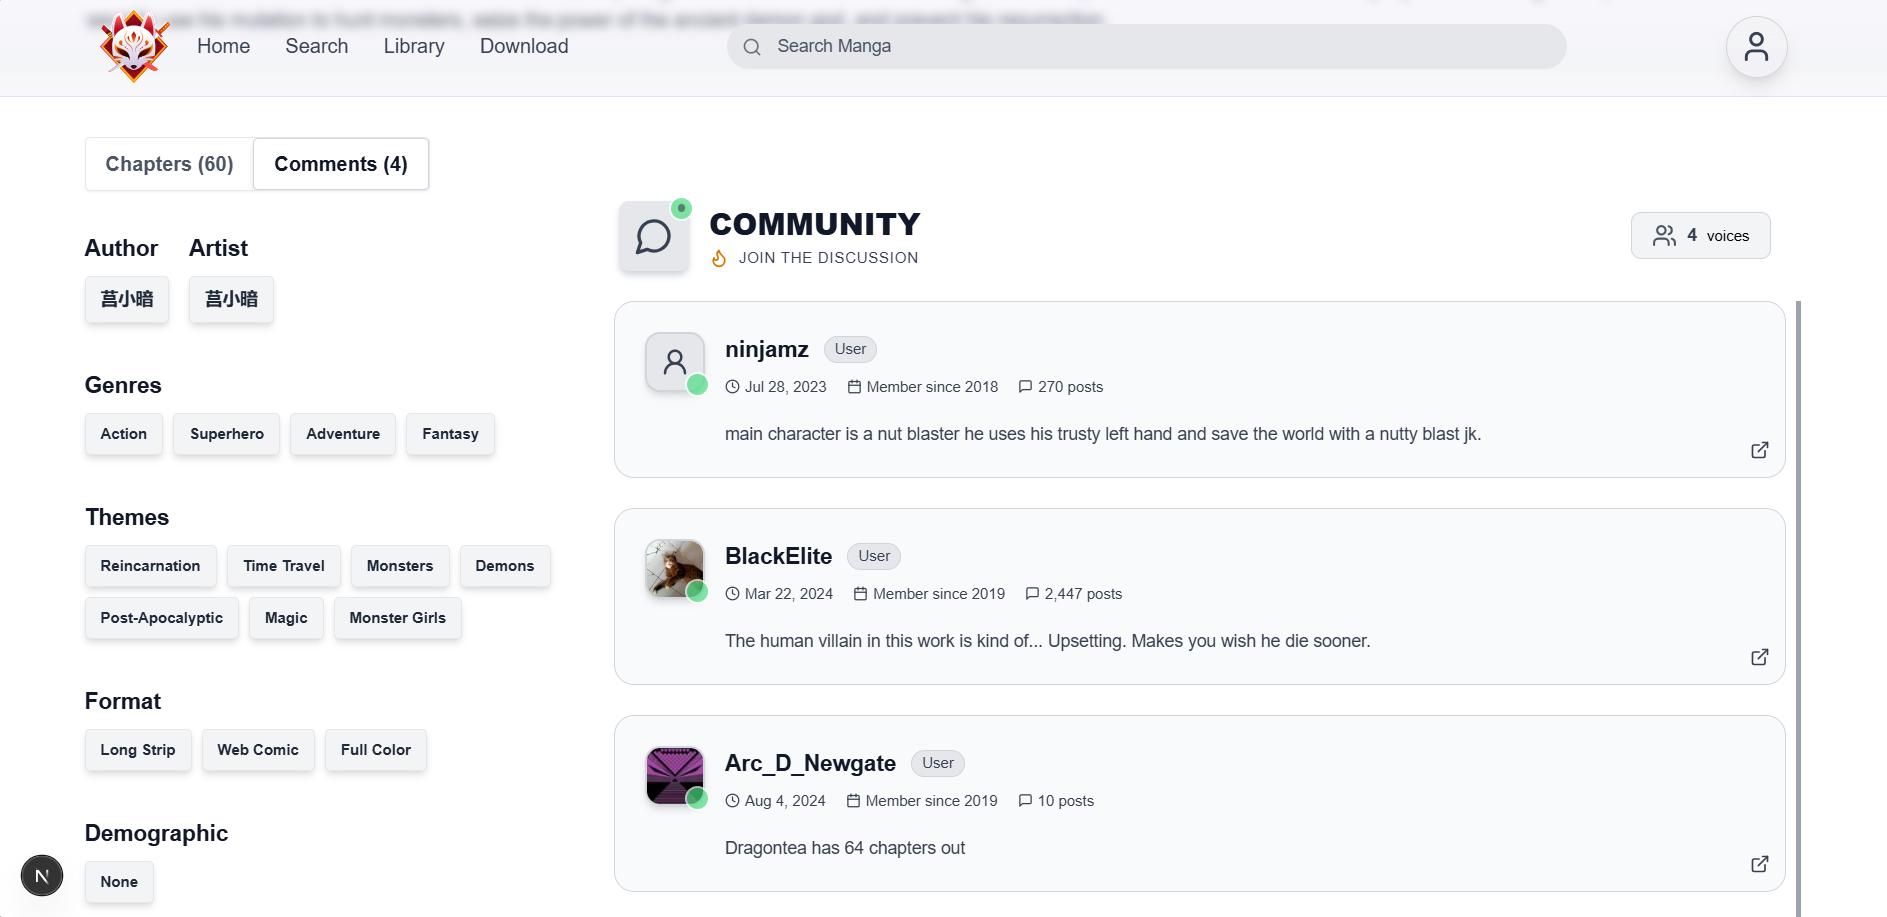 Home Search Library Download
Search Manga
Chapters (60) Comments (4)
Author Artist
莒小暗 莒小暗
Genres
Action Superhero Adventure Fantasy
Themes
Reincarnation Time Travel Monsters Demons
Post-Apocalyptic Magic Monster Girls
Format
Long Strip Web Comic Full Color
Demographic
None
N
COMMUNITY
JOIN THE DISCUSSION
4 voices
ninjamz User
Jul 28, 2023 Member since 2018 270 posts
main character is a nut blaster he uses his trusty left hand and save the world with a nutty blast jk.
BlackElite User
Mar 22, 2024 Member since 2019 2,447 posts
The human villain in this work is kind of... Upsetting. Makes you wish he die sooner.
Arc_D_Newgate User
Aug 4, 2024 Member since 2019 10 posts
Dragontea has 64 chapters out